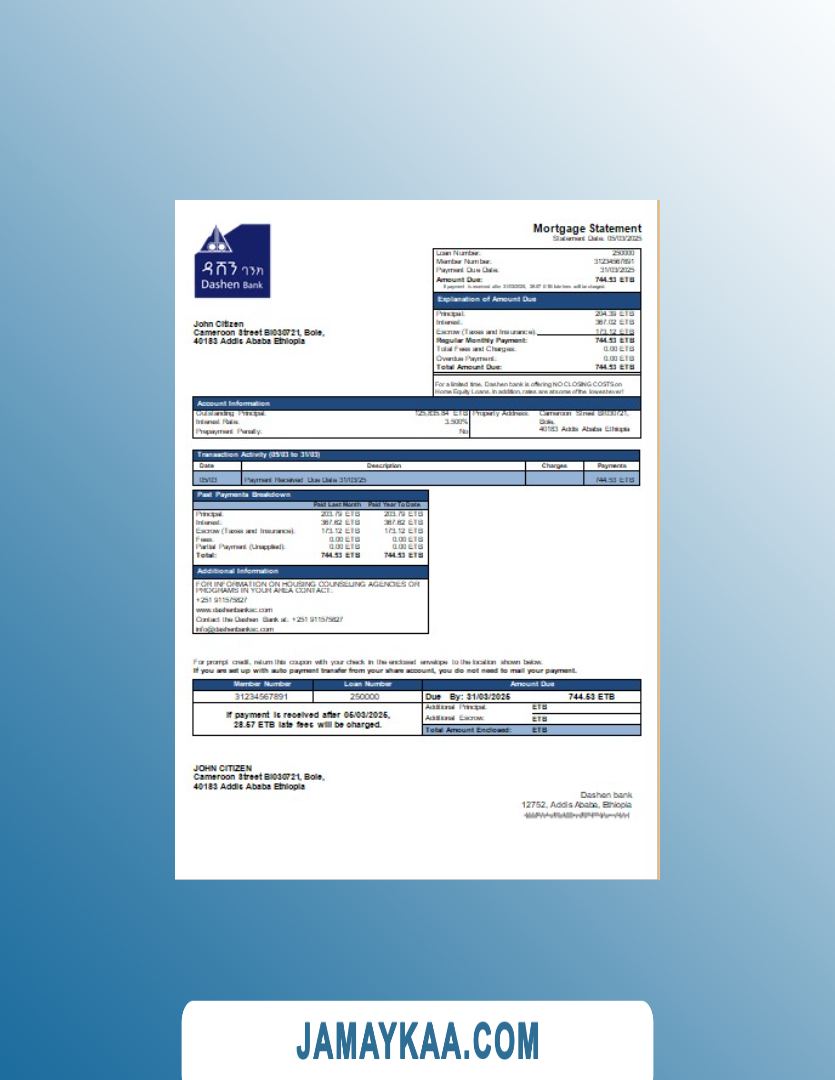 Mortgage Statement
Statement Date: 05/03/2025
ዳሸን ባንክ
Dashen Bank
Loan Number: 250000
Member Number: 31234567891
Payment Due Date: 31/03/2025
Amount Due: 744.53 ETB
If payment is received after 31/03/2025, 28.57 ETB late fees will be charged.
Explanation of Amount Due
Principal: 204.39 ETB
Interest: 367.02 ETB
Escrow (Taxes and Insurance): 173.12 ETB
Regular Monthly Payment: 744.53 ETB
Total Fees and Charges: 0.00 ETB
Overdue Payment: 0.00 ETB
Total Amount Due: 744.53 ETB
For a limited time, Dashen bank is offering NO CLOSING COSTS on
Home Equity Loans. In addition, rates are at some of the lowest ever!
John Citizen
Cameroon Street BI030721, Bole,
40183 Addis Ababa Ethiopia
Account Information
Outstanding Principal: 125,835.84 ETB
Interest Rate: 3.500%
Prepayment Penalty: No
Property Address: Cameroon Street BI030721,
Bole,
40183 Addis Ababa Ethiopia
Transaction Activity (05/03 to 31/03)
Date Description Charges Payments
05/03 Payment Received Due Date 31/03/25 744.53 ETB
Past Payments Breakdown
Paid Last Month Paid Year To Date
Principal: 203.79 ETB 203.79 ETB
Interest: 367.62 ETB 367.62 ETB
Escrow (Taxes and Insurance): 173.12 ETB 173.12 ETB
Fees: 0.00 ETB 0.00 ETB
Partial Payment (Unapplied): 0.00 ETB 0.00 ETB
Total: 744.53 ETB 744.53 ETB
Additional Information
FOR INFORMATION ON HOUSING COUNSELING AGENCIES OR
PROGRAMS IN YOUR AREA CONTACT:
+251 911575827
www.dashenbanksc.com
Contact the Dashen Bank at: +251 911575827
info@dashenbanksc.com
For prompt credit, return this coupon with your check in the enclosed envelope to the location shown below.
If you are set up with auto payment transfer from your share account, you do not need to mail your payment.
Member Number Loan Number Amount Due
31234567891 250000 Due By: 31/03/2025 744.53 ETB
If payment is received after 05/03/2025,
28.57 ETB late fees will be charged.
Additional Principal: ETB
Additional Escrow: ETB
Total Amount Enclosed: ETB
JOHN CITIZEN
Cameroon Street BI030721, Bole,
40183 Addis Ababa Ethiopia
Dashen bank
12752, Addis Ababa, Ethiopia
JAMAYKAA.COM